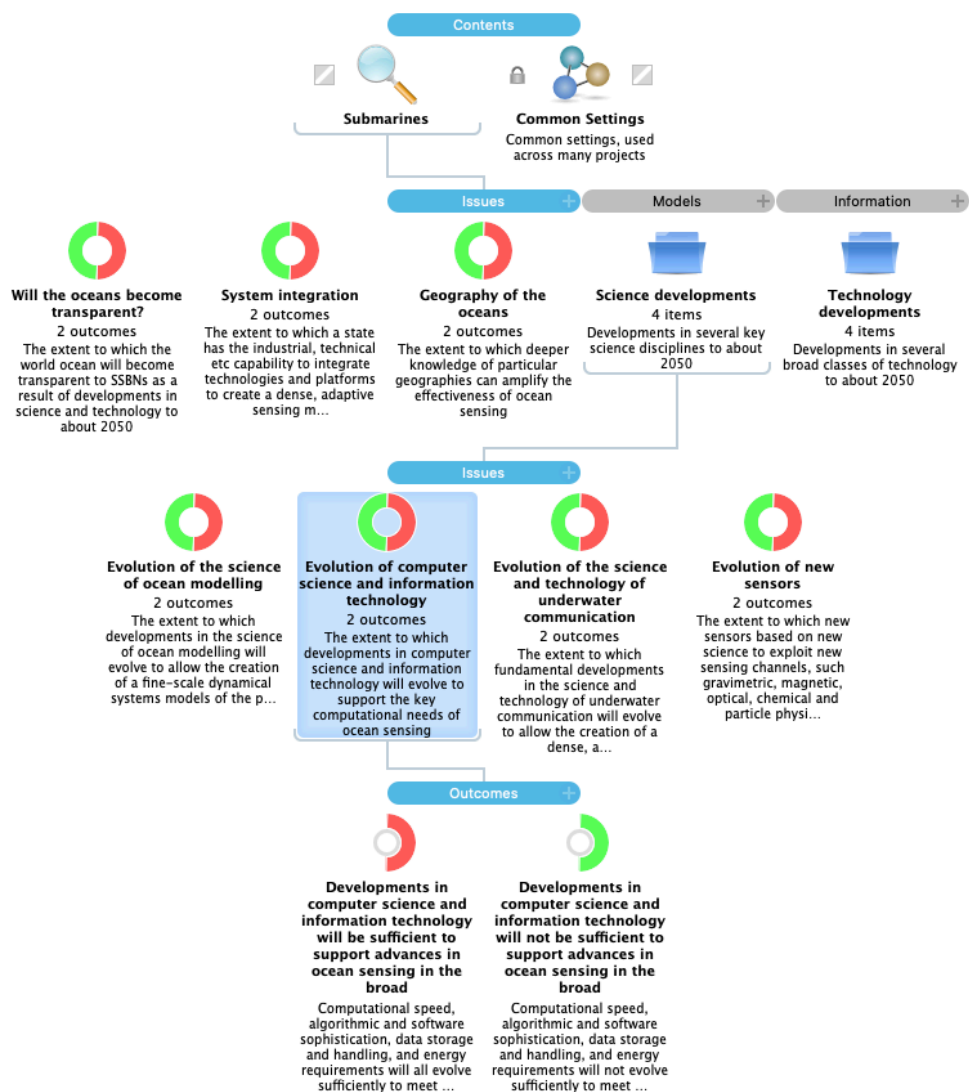 Contents
Submarines
Common Settings
Common settings, used
across many projects
Issues
Models
Information
Will the oceans become
transparent?
2 outcomes
The extent to which the
world ocean will become
transparent to SSBNs as a
result of developments in
science and technology to
about 2050
System integration
2 outcomes
The extent to which a state
has the industrial, technical
etc capability to integrate
technologies and platforms
to create a dense, adaptive
sensing m...
Geography of the
oceans
2 outcomes
The extent to which deeper
knowledge of particular
geographies can amplify the
effectiveness of ocean
sensing
Science developments
4 items
Developments in several key
science disciplines to about
2050
Technology
developments
4 items
Developments in several
broad classes of technology
to about 2050
Issues
Evolution of the science
of ocean modelling
2 outcomes
The extent to which
developments in the science
of ocean modelling will
evolve to allow the creation
of a fine-scale dynamical
systems models of the p...
Evolution of computer
science and information
technology
2 outcomes
The extent to which
developments in computer
science and information
technology will evolve to
support the key
computational needs of
ocean sensing
Evolution of the science
and technology of
underwater
communication
2 outcomes
The extent to which
fundamental developments
in the science and
technology of underwater
communication will evolve
to allow the creation of a
dense, a...
Evolution of new
sensors
2 outcomes
The extent to which new
sensors based on new
science to exploit new
sensing channels, such
gravimetric, magnetic,
optical, chemical and
particle physi...
Outcomes
Developments in
computer science and
information technology
will be sufficient to
support advances in
ocean sensing in the
broad
Computational speed,
algorithmic and software
sophistication, data storage
and handling, and energy
requirements will all evolve
sufficiently to meet ...
Developments in
computer science and
information technology
will not be sufficient to
support advances in
ocean sensing in the
broad
Computational speed,
algorithmic and software
sophistication, data storage
and handling, and energy
requirements will not evolve
sufficiently to meet ...